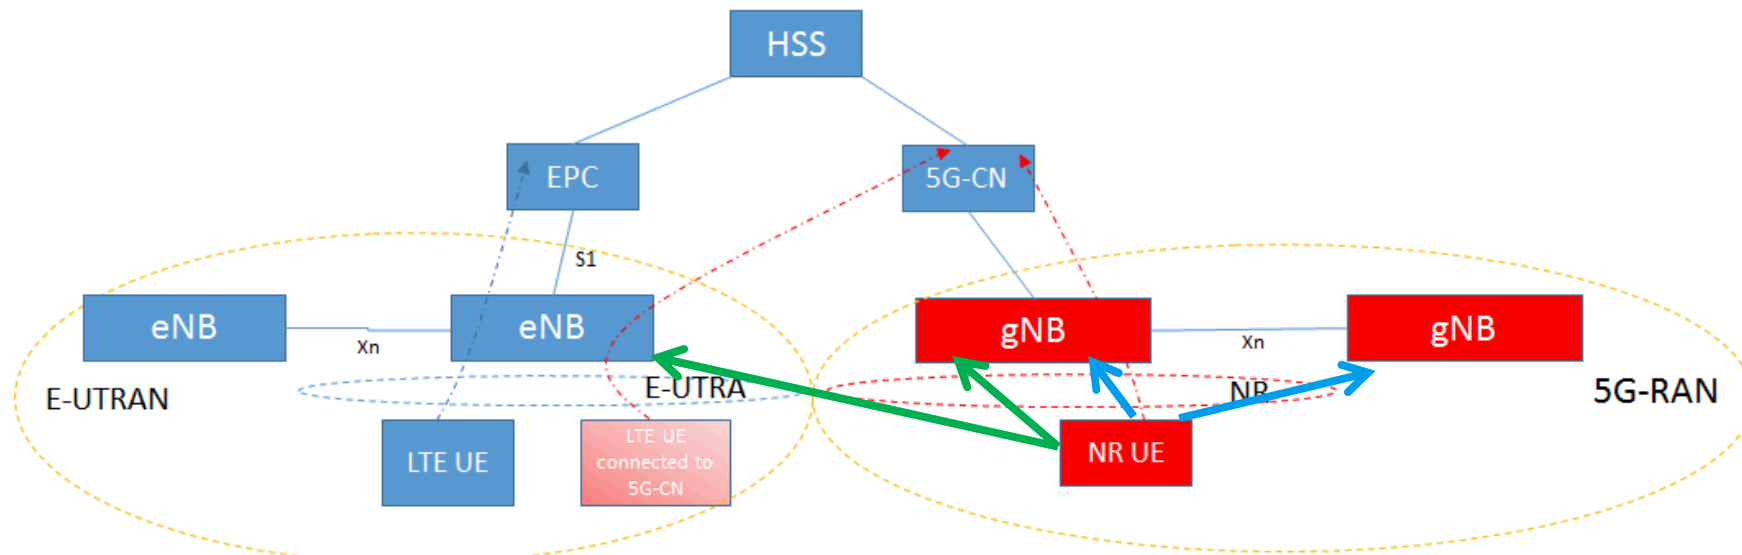 HSS
EPC
5G-CN
S1
eNB
Xn
eNB
gNB
Xn
gNB
E-UTRAN
E-UTRA
NR
5G-RAN
LTE UE
LTE UE
connected to
5G-CN
NR UE